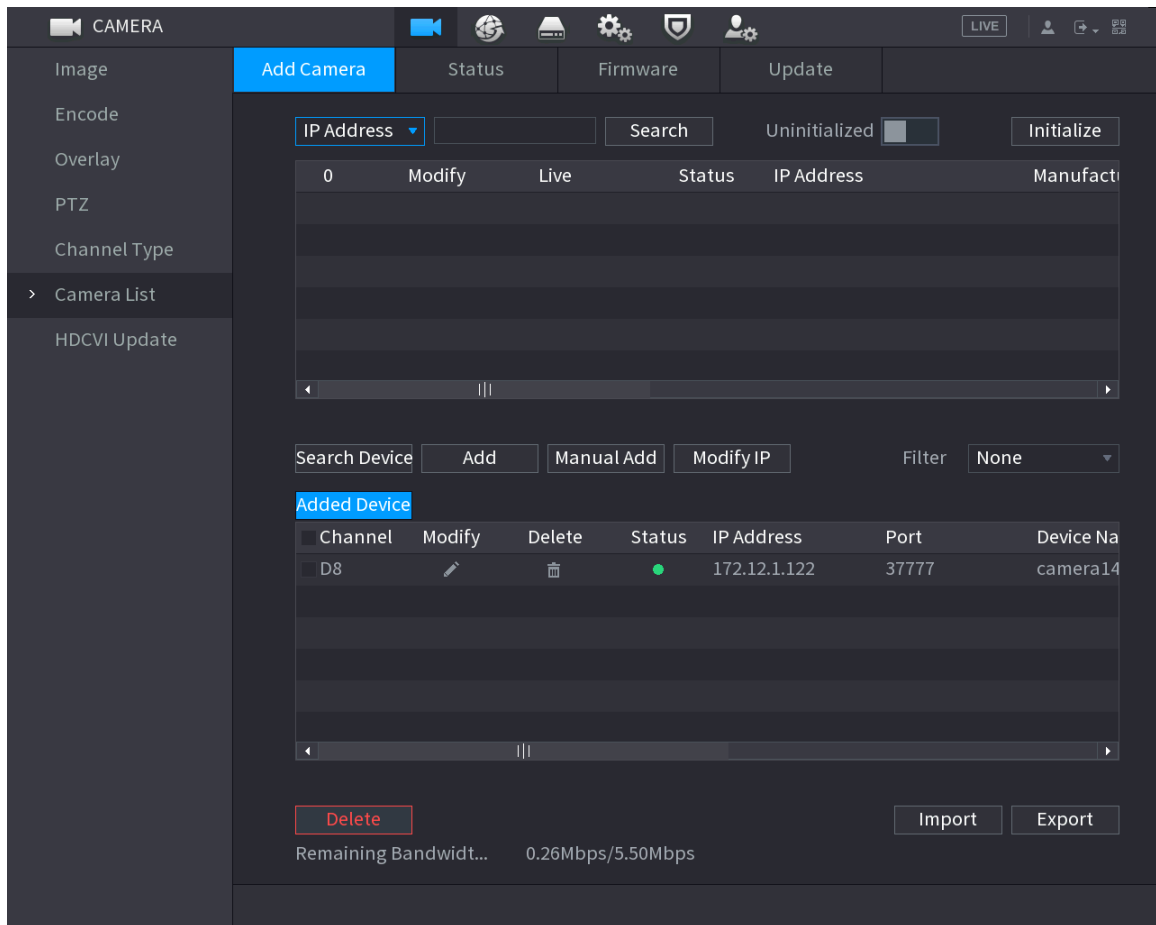 CAMERA LIVE
Image Add Camera Status Firmware Update
Encode
IP Address Search Uninitialized Initialize
Overlay
0 Modify Live Status IP Address Manufactu
PTZ
Channel Type
Camera List
HDCVI Update
Search Device Add Manual Add Modify IP Filter None
Added Device
Channel Modify Delete Status IP Address Port Device Na
D8 172.12.1.122 37777 camera14
Delete Import Export
Remaining Bandwidt... 0.26Mbps/5.50Mbps